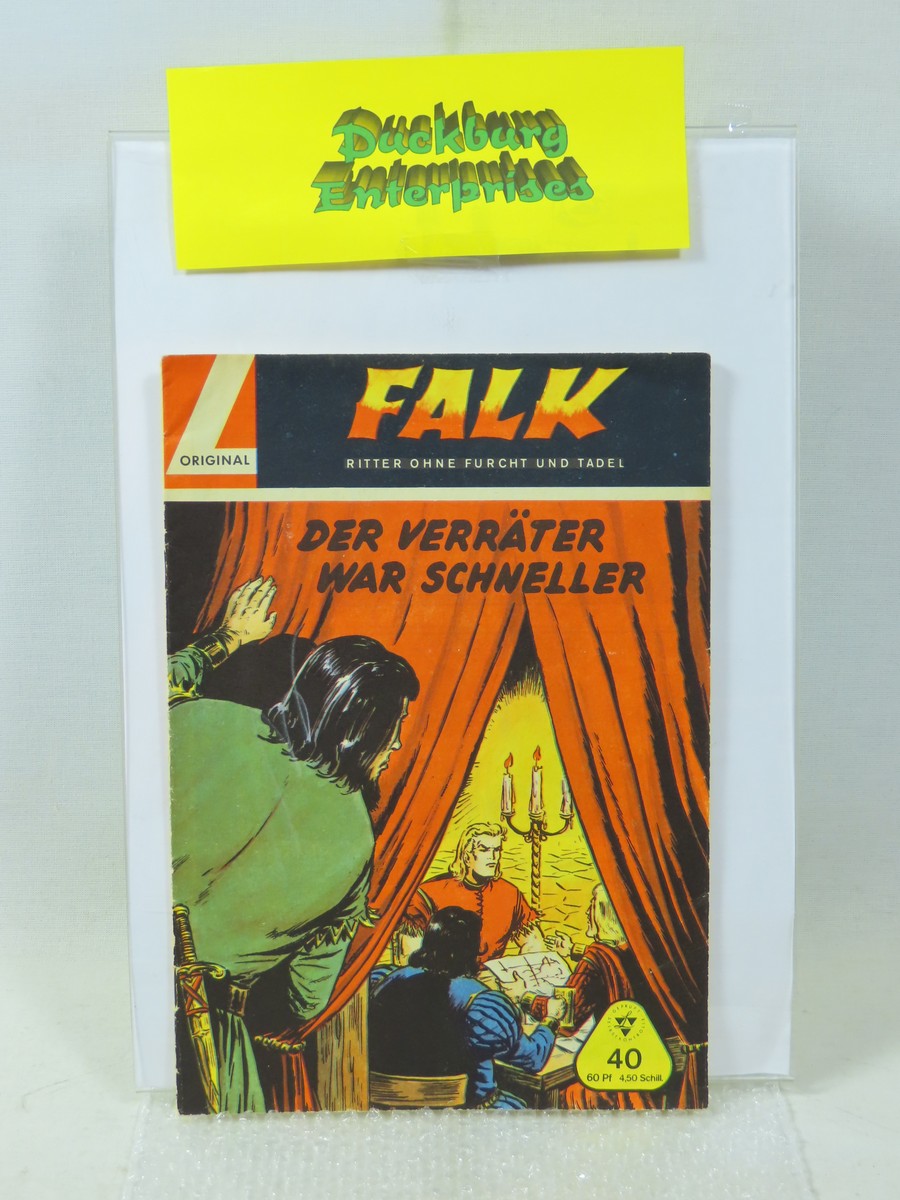 Duckburg
Enterprises
FALK
ORIGINAL
RITTER OHNE FURCHT UND TADEL
DER VERRÄTER
WAR SCHNELLER
40
60 Pf 4,50 Schill.